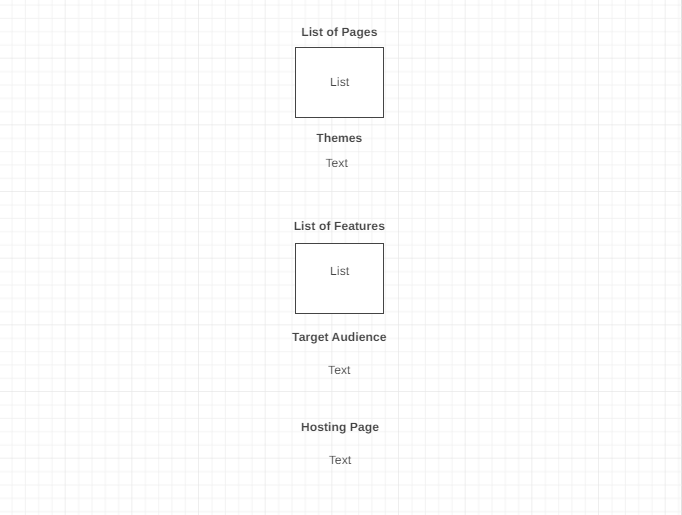 List of Pages
List
Themes
Text
List of Features
List
Target Audience
Text
Hosting Page
Text